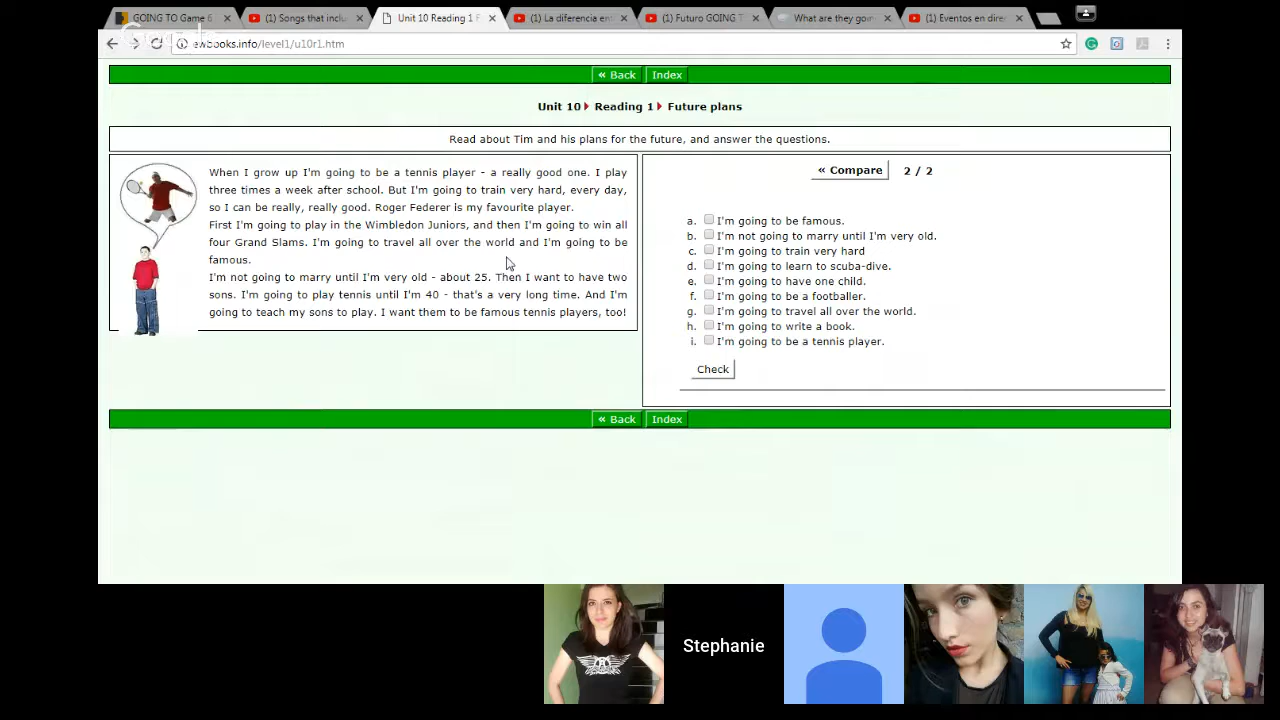 GOING TO Game 6
(1) Songs that inclu
Unit 10 Reading 1 F
(1) La diferencia en
(1) Futuro GOING T
What are they go
(1) Eventos en dire
ewbooks.info/level1/u10r1.htm
« Back Index
Unit 10 Reading 1 Future plans
Read about Tim and his plans for the future, and answer the questions.
When I grow up I'm going to be a tennis player - a really good one. I play
three times a week after school. But I'm going to train very hard, every day,
so I can be really, really good. Roger Federer is my favourite player.
First I'm going to play in the Wimbledon Juniors, and then I'm going to win all
four Grand Slams. I'm going to travel all over the world and I'm going to be
famous.
I'm not going to marry until I'm very old - about 25. Then I want to have two
sons. I'm going to play tennis until I'm 40 - that's a very long time. And I'm
going to teach my sons to play. I want them to be famous tennis players, too!
« Compare 2 / 2
a. I'm going to be famous.
b. I'm not going to marry until I'm very old.
c. I'm going to train very hard
d. I'm going to learn to scuba-dive.
e. I'm going to have one child.
f. I'm going to be a footballer.
g. I'm going to travel all over the world.
h. I'm going to write a book.
i. I'm going to be a tennis player.
Check
« Back Index
Stephanie